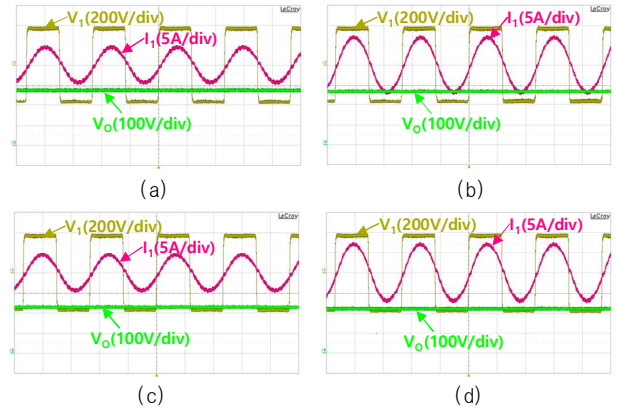 LeCroy
V1(200V/div)
I1(5A/div)
VO(100V/div)
(a)
LeCroy
V1(200V/div)
I1(5A/div)
VO(100V/div)
(b)
LeCroy
V1(200V/div)
I1(5A/div)
VO(100V/div)
(c)
LeCroy
V1(200V/div)
I1(5A/div)
VO(100V/div)
(d)